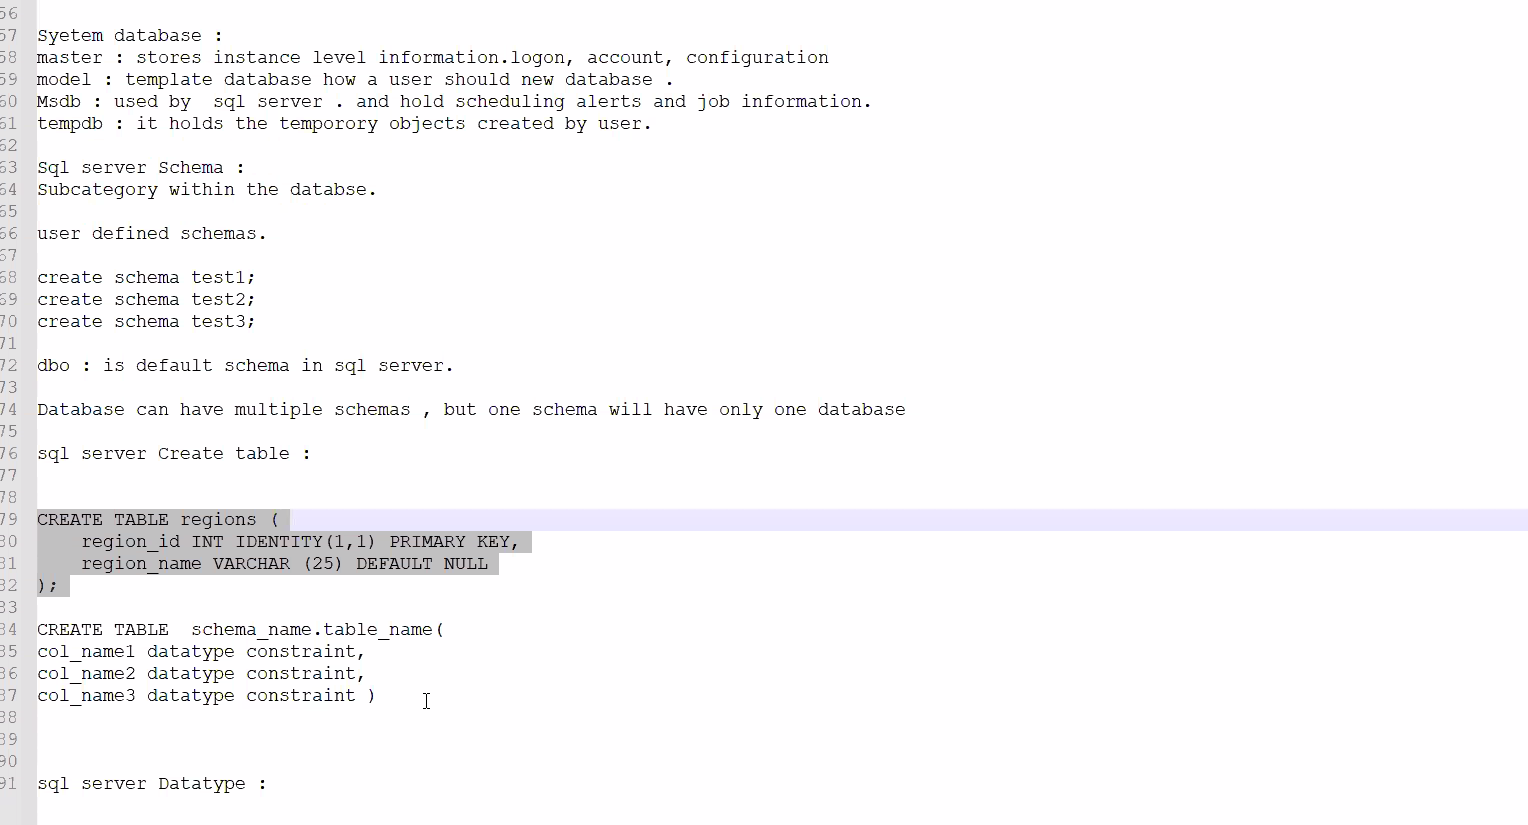 56
57 Syetem database :
58 master : stores instance level information.logon, account, configuration
59 model : template database how a user should new database .
60 Msdb : used by  sql server . and hold scheduling alerts and job information.
61 tempdb : it holds the temporory objects created by user.
62
63 Sql server Schema :
64 Subcategory within the databse.
65
66 user defined schemas.
67
68 create schema test1;
69 create schema test2;
70 create schema test3;
71
72 dbo : is default schema in sql server.
73
74 Database can have multiple schemas , but one schema will have only one database
75
76 sql server Create table :
77
78
79 CREATE TABLE regions (
80     region_id INT IDENTITY(1,1) PRIMARY KEY,
81     region_name VARCHAR (25) DEFAULT NULL
82 );
83
84 CREATE TABLE  schema_name.table_name(
85 col_name1 datatype constraint,
86 col_name2 datatype constraint,
87 col_name3 datatype constraint )
88
89
90
91 sql server Datatype :